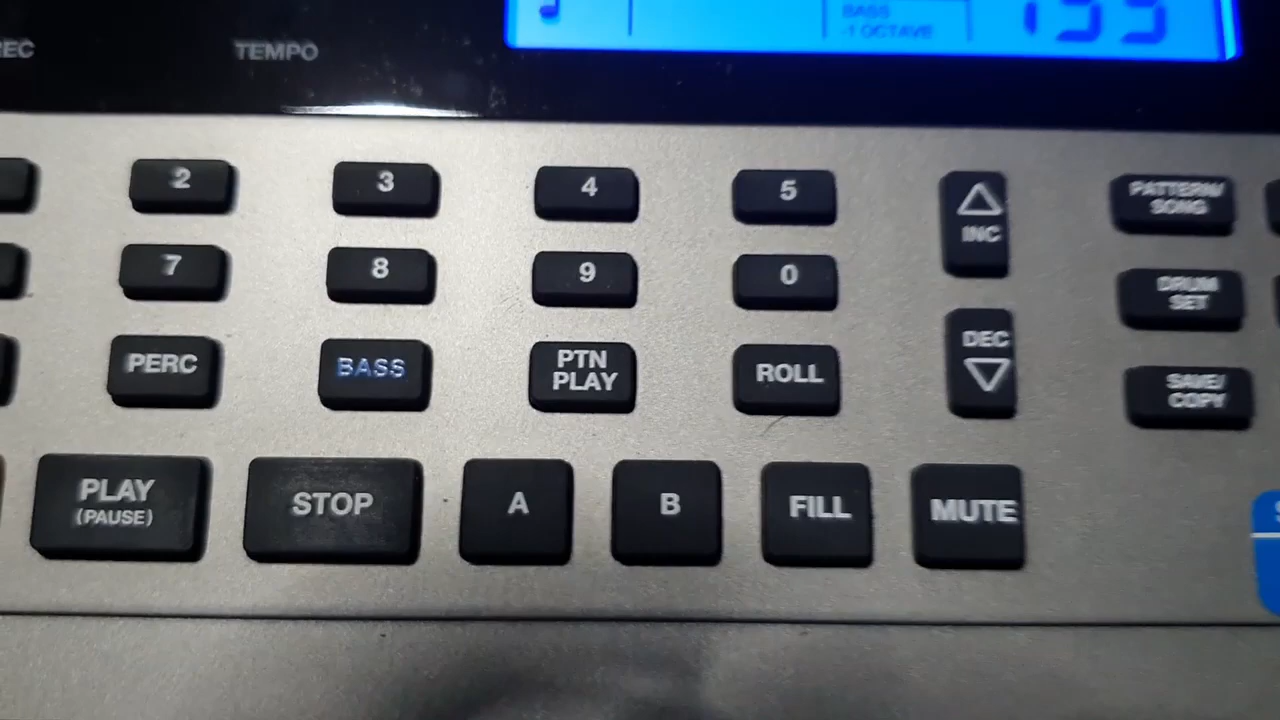 BASS
-1 OCTAVE
TEMPO
2
3
4
5
INC
PATTERN/
SONG
7
8
9
0
DEC
DRUM
SET
PERC
BASS
PTN
PLAY
ROLL
SAVE/
COPY
PLAY
(PAUSE)
STOP
A
B
FILL
MUTE